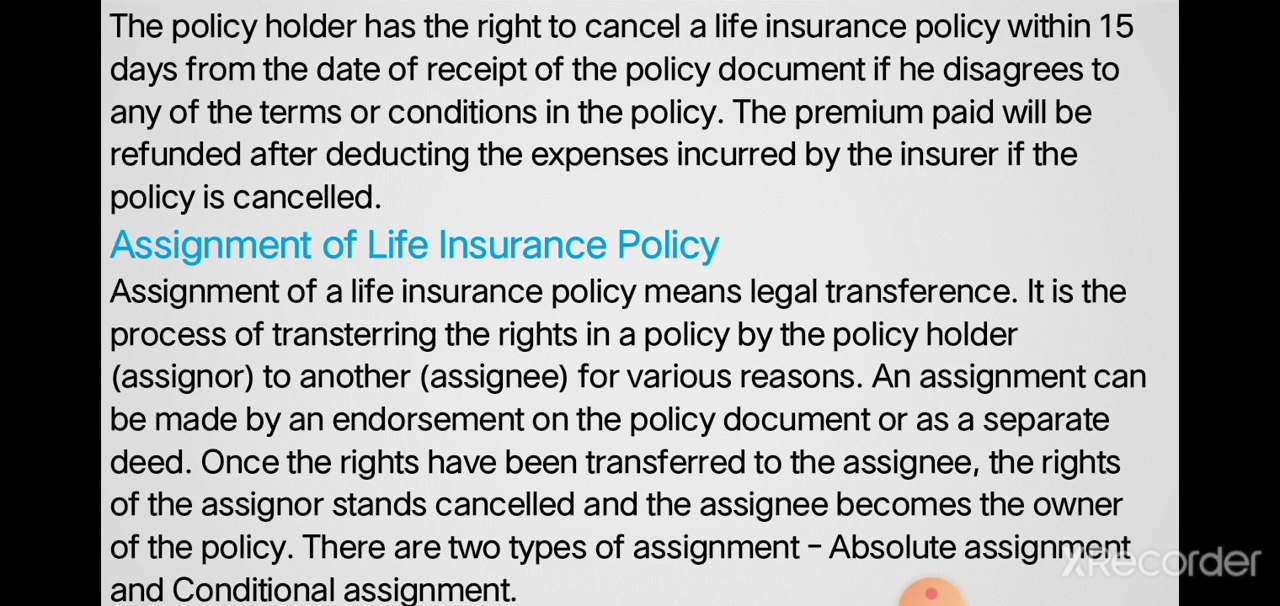 The policy holder has the right to cancel a life insurance policy within 15
days from the date of receipt of the policy document if he disagrees to
any of the terms or conditions in the policy. The premium paid will be
refunded after deducting the expenses incurred by the insurer if the
policy is cancelled.
Assignment of Life Insurance Policy
Assignment of a life insurance policy means legal transference. It is the
process of transterring the rights in a policy by the policy holder
(assignor) to another (assignee) for various reasons. An assignment can
be made by an endorsement on the policy document or as a separate
deed. Once the rights have been transferred to the assignee, the rights
of the assignor stands cancelled and the assignee becomes the owner
of the policy. There are two types of assignment – Absolute assignment
and Conditional assignment.
XRecorder